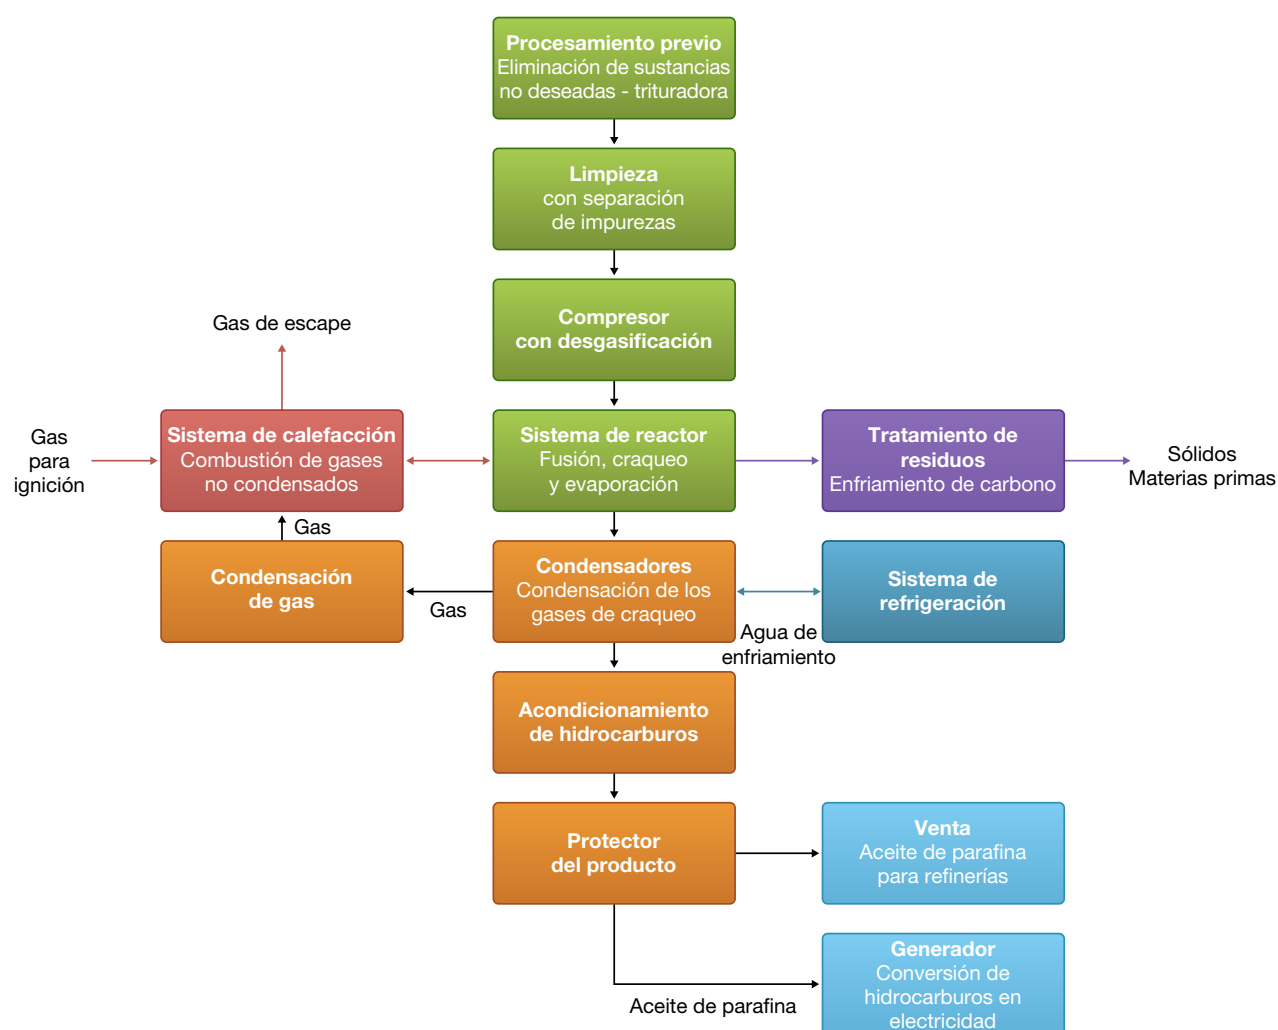 Procesamiento previo
Eliminación de sustancias
no deseadas - trituradora
Limpieza
con separación
de impurezas
Compresor
con desgasificación
Gas de escape
Gas
para
ignición
Sistema de calefacción
Combustión de gases
no condensados
Sistema de reactor
Fusión, craqueo
y evaporación
Tratamiento de
residuos
Enfriamiento de carbono
Sólidos
Materias primas
Gas
Condensación
de gas
Gas
Condensadores
Condensación de los
gases de craqueo
Agua de
enfriamiento
Sistema de
refrigeración
Acondicionamiento
de hidrocarburos
Protector
del producto
Venta
Aceite de parafina
para refinerías
Aceite de parafina
Generador
Conversión de
hidrocarburos en
electricidad